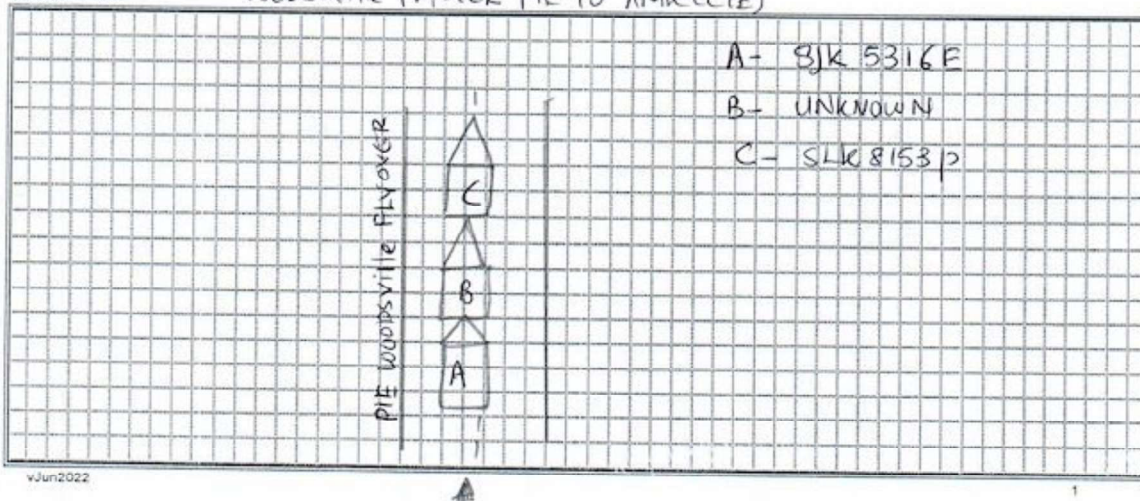 A- SJK 5316E
B- UNKNOWN
C- SLK 8153P
PIE WOODSVille FLYOVER
C
B
A
vJun2022
1